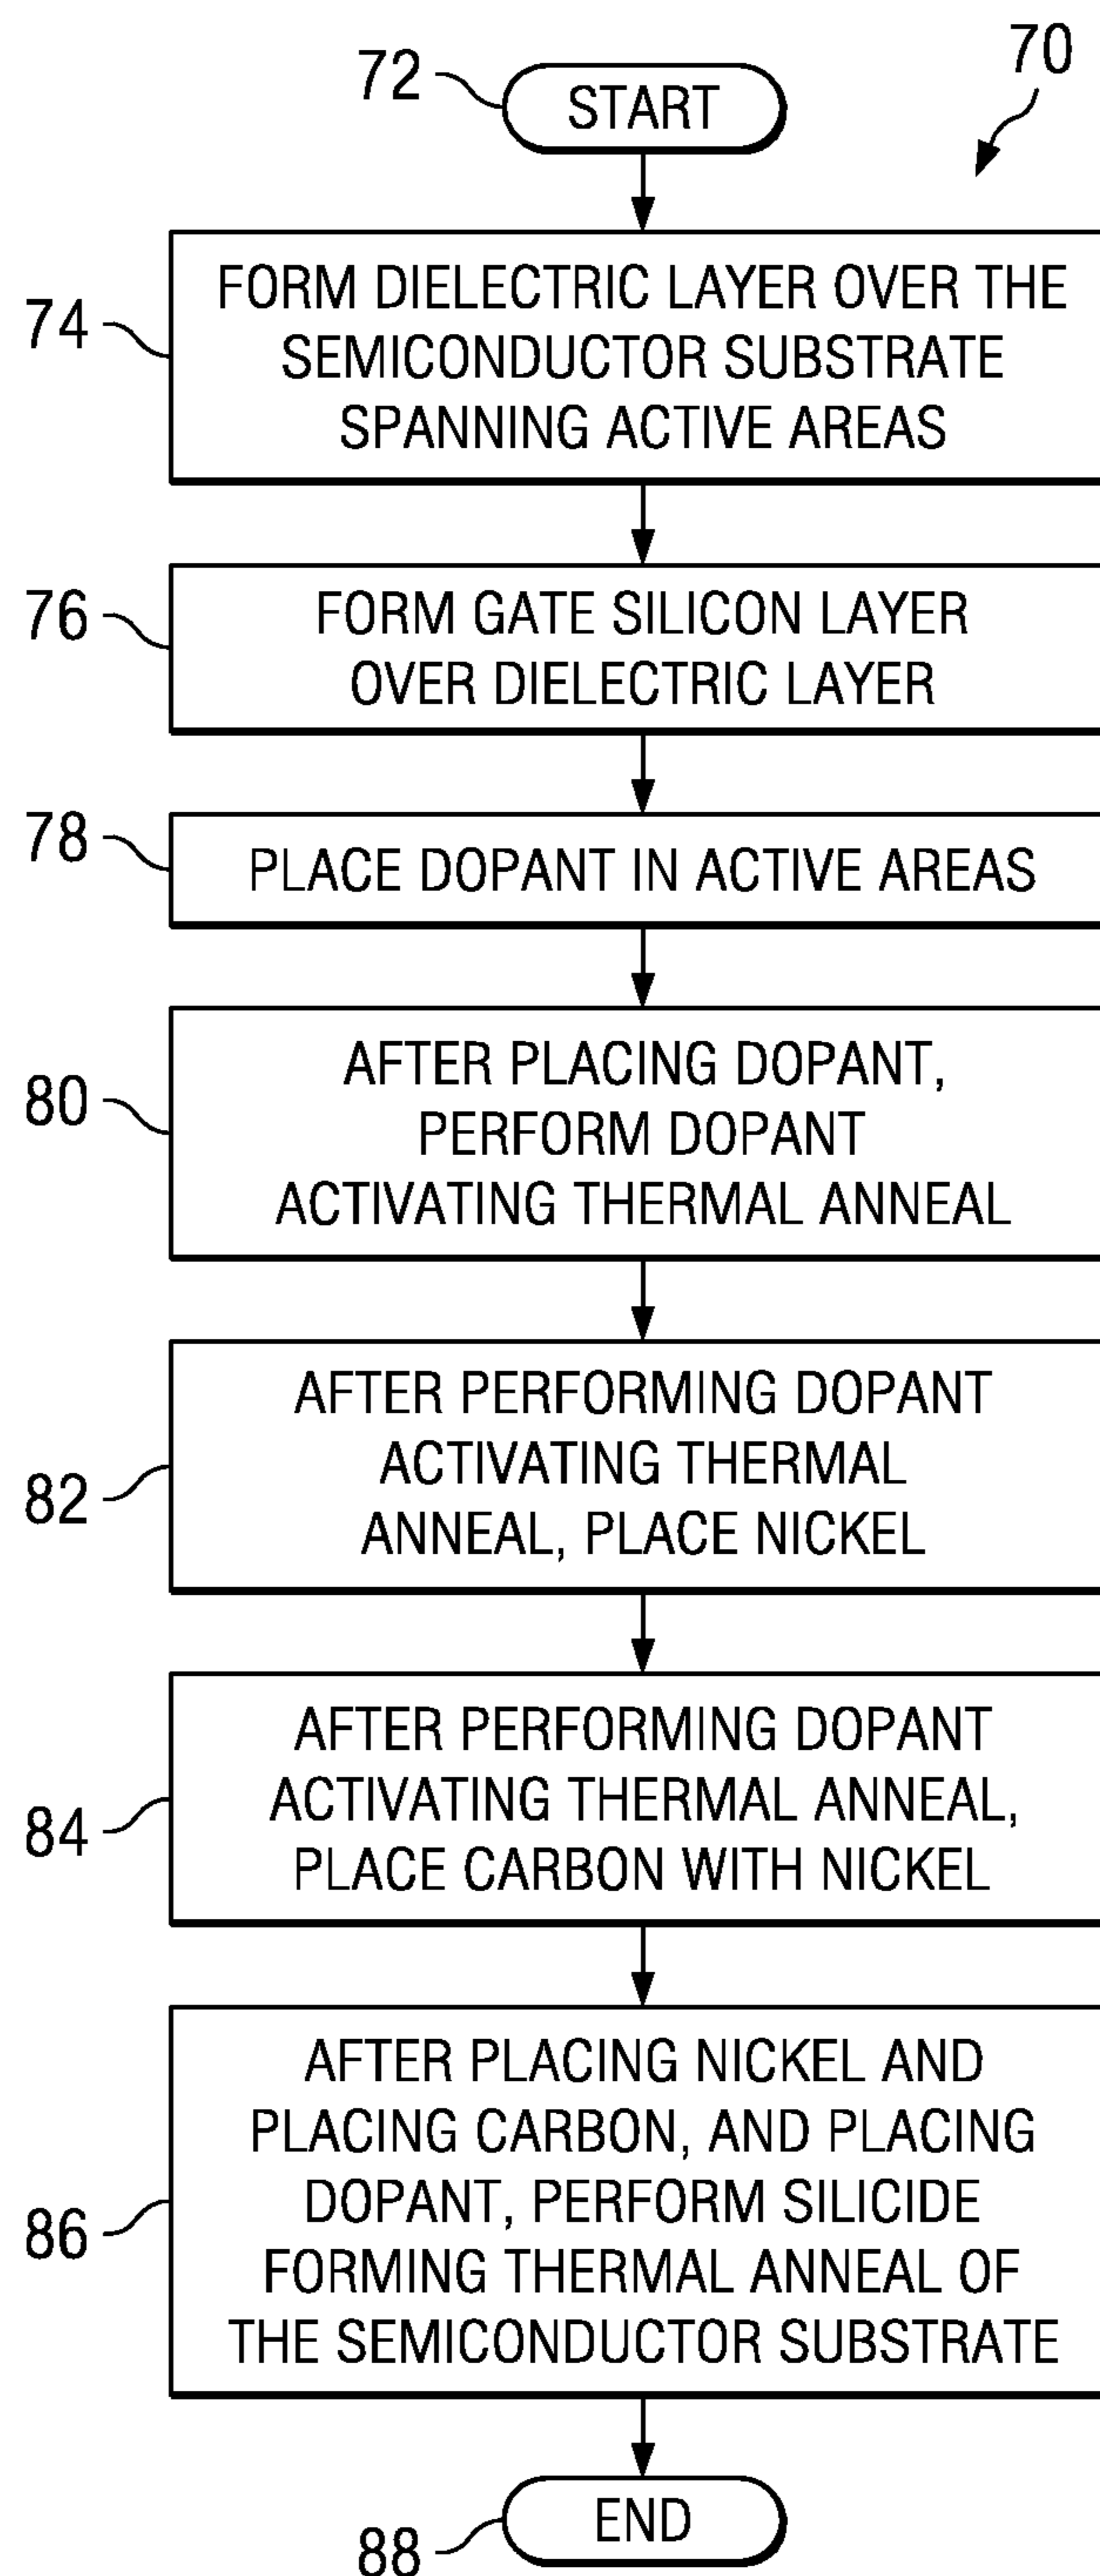 70
72
START
74
FORM DIELECTRIC LAYER OVER THE
SEMICONDUCTOR SUBSTRATE
SPANNING ACTIVE AREAS
76
FORM GATE SILICON LAYER
OVER DIELECTRIC LAYER
78
PLACE DOPANT IN ACTIVE AREAS
80
AFTER PLACING DOPANT,
PERFORM DOPANT
ACTIVATING THERMAL ANNEAL
82
AFTER PERFORMING DOPANT
ACTIVATING THERMAL
ANNEAL, PLACE NICKEL
84
AFTER PERFORMING DOPANT
ACTIVATING THERMAL ANNEAL,
PLACE CARBON WITH NICKEL
86
AFTER PLACING NICKEL AND
PLACING CARBON, AND PLACING
DOPANT, PERFORM SILICIDE
FORMING THERMAL ANNEAL OF
THE SEMICONDUCTOR SUBSTRATE
88
END